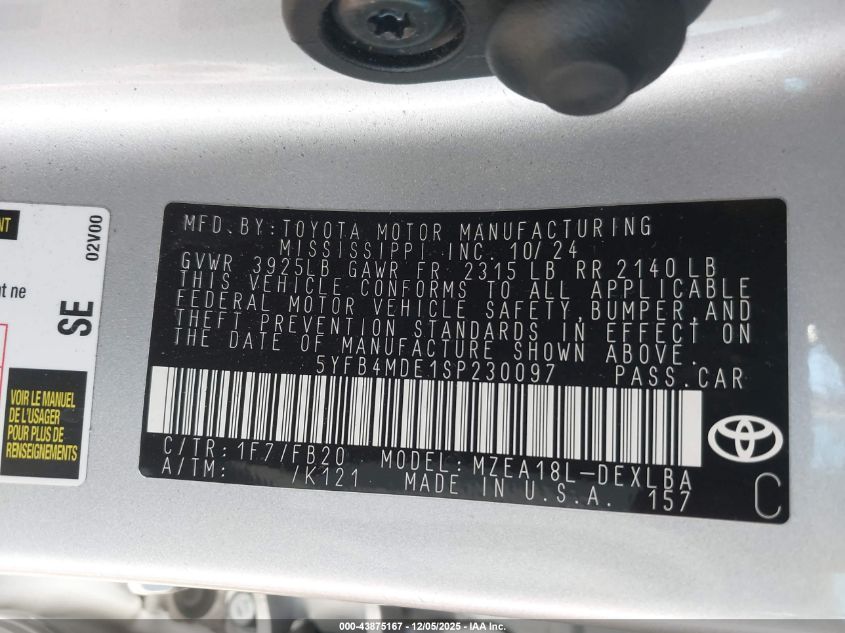 MFD. BY: TOYOTA MOTOR MANUFACTURING
MISSISSIPPI INC. 10/24
GVWR 3925LB GAWR FR 2315 LB RR 2140 LB
THIS VEHICLE CONFORMS TO ALL APPLICABLE
FEDERAL MOTOR VEHICLE SAFETY, BUMPER, AND
THEFT PREVENTION STANDARDS IN EFFECT ON
THE DATE OF MANUFACTURE SHOWN ABOVE.
5YFB4MDE1SP230097 PASS. CAR
C/TR: 1F7/FB20 MODEL: MZEA18L-DEXLBA
A/TM: /K121 MADE IN U.S.A. 157
C
NT
02V00
nt ne
SE
VOIR LE MANUEL
DE L'USAGER
POUR PLUS DE
RENSEIGNEMENTS
000-43875167 - 12/05/2025 - IAAI Inc.